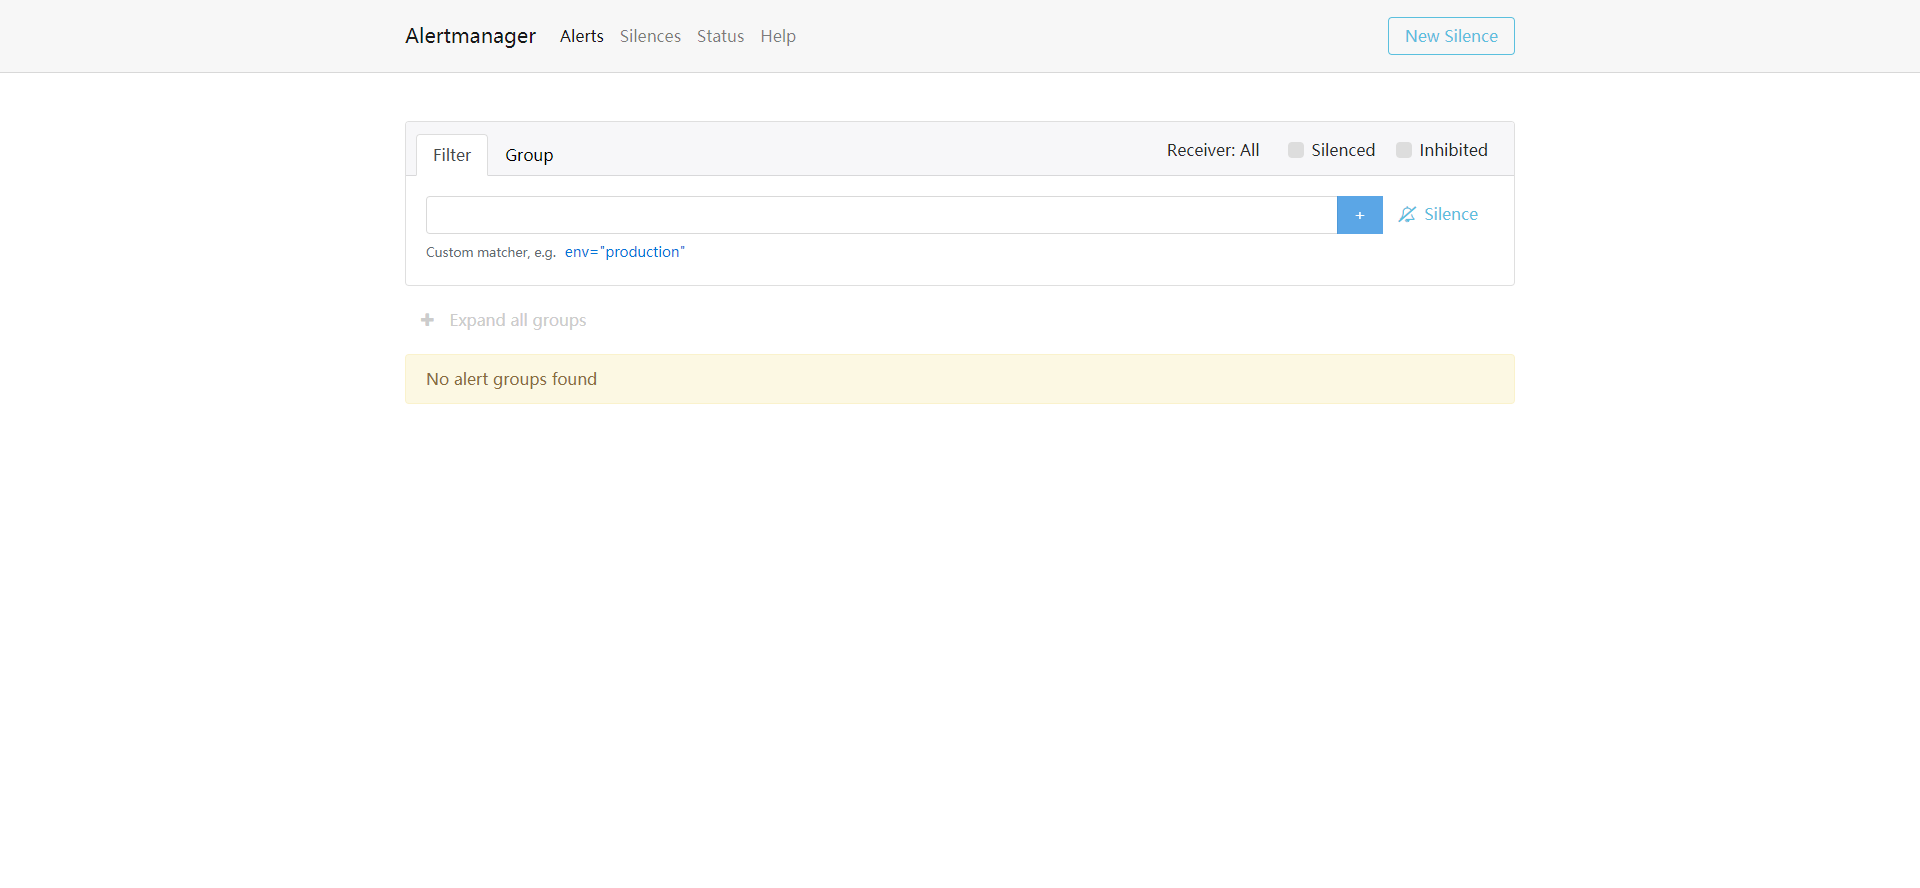 Alertmanager Alerts Silences Status Help New Silence
Filter Group Receiver: All Silenced Inhibited
+ Silence
Custom matcher, e.g. env="production"
Expand all groups
No alert groups found